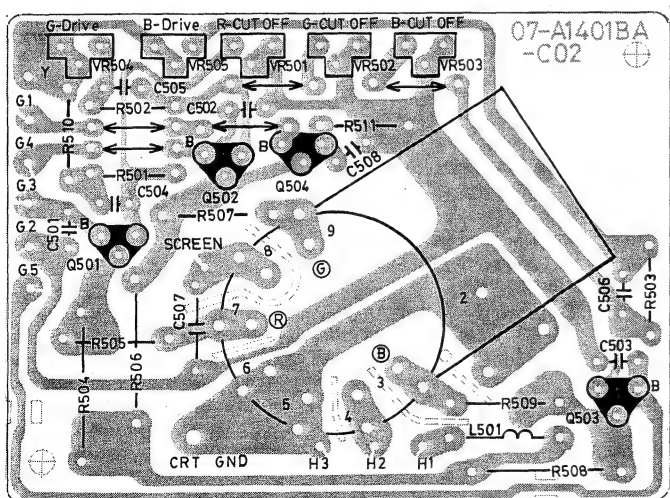 G-Drive B-Drive R-CUT OFF G-CUT OFF B-CUT OFF 07-A1401BA
-C02
Y VR504 VR505 VR501 VR502 VR503
C505
G1 R502 C502
G4 R510 B B R511
C508
R501 Q502 Q504
G3 C504
C501 B R507 9
G2 SCREEN
Q501 8 G
G5 C507 7 R 2 C506 R503
R505 B C503
R504 R506 6 3
5 R509 B
4 L501 Q503
CRT GND H3 H2 H1 R508